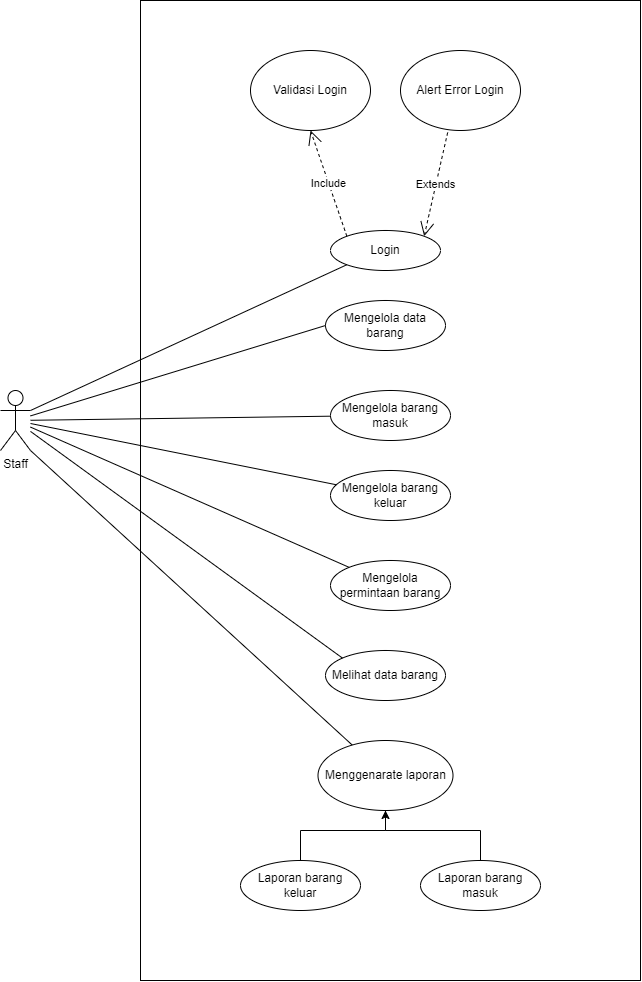 Validasi Login
Alert Error Login
Include
Extends
Login
Mengelola data
barang
Mengelola barang
masuk
Staff
Mengelola barang
keluar
Mengelola
permintaan barang
Melihat data barang
Menggenarate laporan
Laporan barang
keluar
Laporan barang
masuk